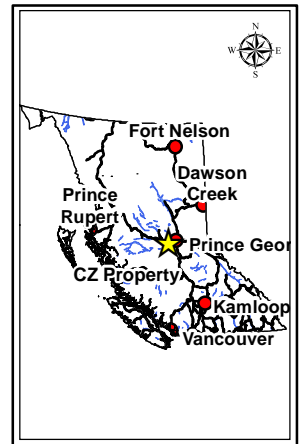 N
W E
S
Fort Nelson
Dawson
Creek
Prince
Rupert
Prince Geor
CZ Property
Kamloop
Vancouver